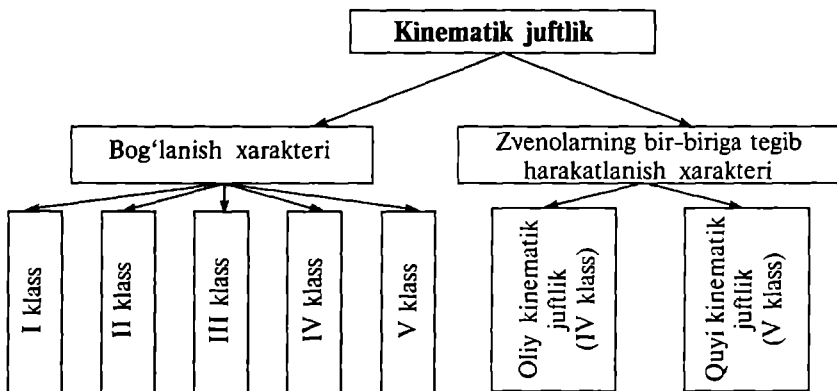 Kinematik juftlik
Bog‘lanish xarakteri
Zvenolarning bir-biriga tegib
harakatlanish xarakteri
I klass
II klass
III klass
IV klass
V klass
Oliy kinematik
juftlik
(IV klass)
Quyi kinematik
juftlik
(V klass)